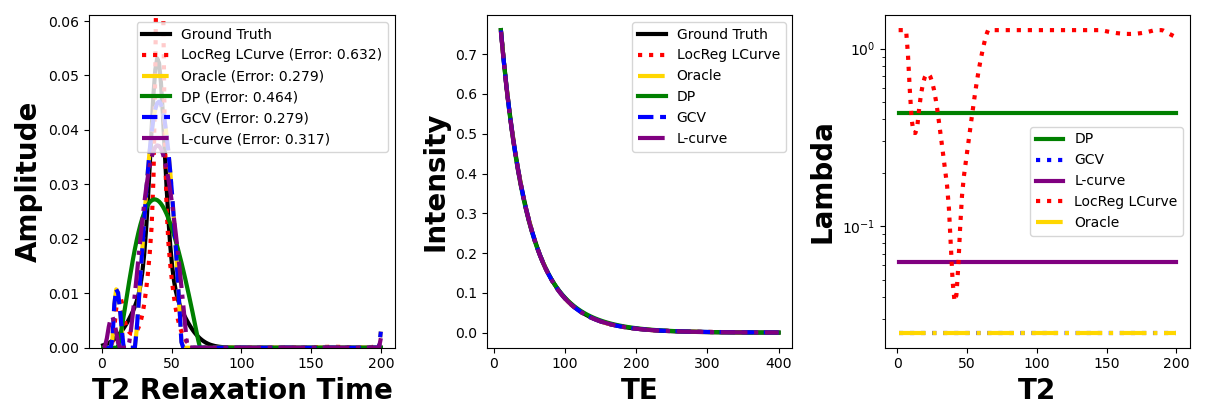 Amplitude
0.06
0.05
0.04
0.03
0.02
0.01
0.00
0 50 100 150 200
T2 Relaxation Time
Ground Truth
LocReg LCurve (Error: 0.632)
Oracle (Error: 0.279)
DP (Error: 0.464)
GCV (Error: 0.279)
L-curve (Error: 0.317)
Intensity
0.7
0.6
0.5
0.4
0.3
0.2
0.1
0.0
0 100 200 300 400
TE
Ground Truth
LocReg LCurve
Oracle
DP
GCV
L-curve
Lambda
10⁰
10⁻¹
0 50 100 150 200
T2
DP
GCV
L-curve
LocReg LCurve
Oracle